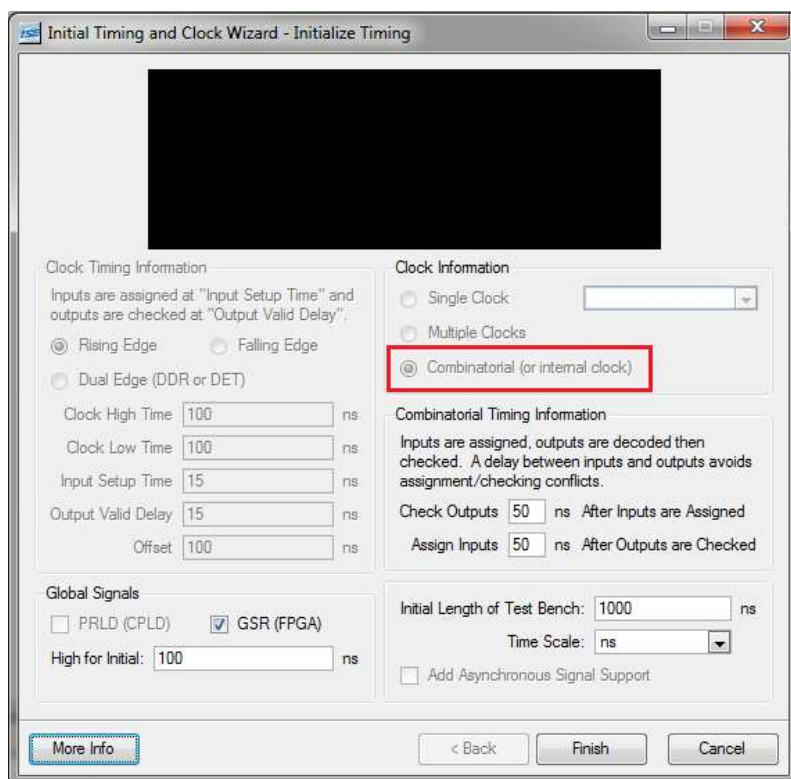 Initial Timing and Clock Wizard - Initialize Timing
Clock Timing Information
Inputs are assigned at "Input Setup Time" and
outputs are checked at "Output Valid Delay".
Rising Edge
Falling Edge
Dual Edge (DDR or DET)
Clock High Time 100 ns
Clock Low Time 100 ns
Input Setup Time 15 ns
Output Valid Delay 15 ns
Offset 100 ns
Global Signals
PRLD (CPLD)
GSR (FPGA)
High for Initial: 100 ns
Clock Information
Single Clock
Multiple Clocks
Combinatorial (or internal clock)
Combinatorial Timing Information
Inputs are assigned, outputs are decoded then
checked. A delay between inputs and outputs avoids
assignment/checking conflicts.
Check Outputs 50 ns After Inputs are Assigned
Assign Inputs 50 ns After Outputs are Checked
Initial Length of Test Bench: 1000 ns
Time Scale: ns
Add Asynchronous Signal Support
More Info
< Back
Finish
Cancel